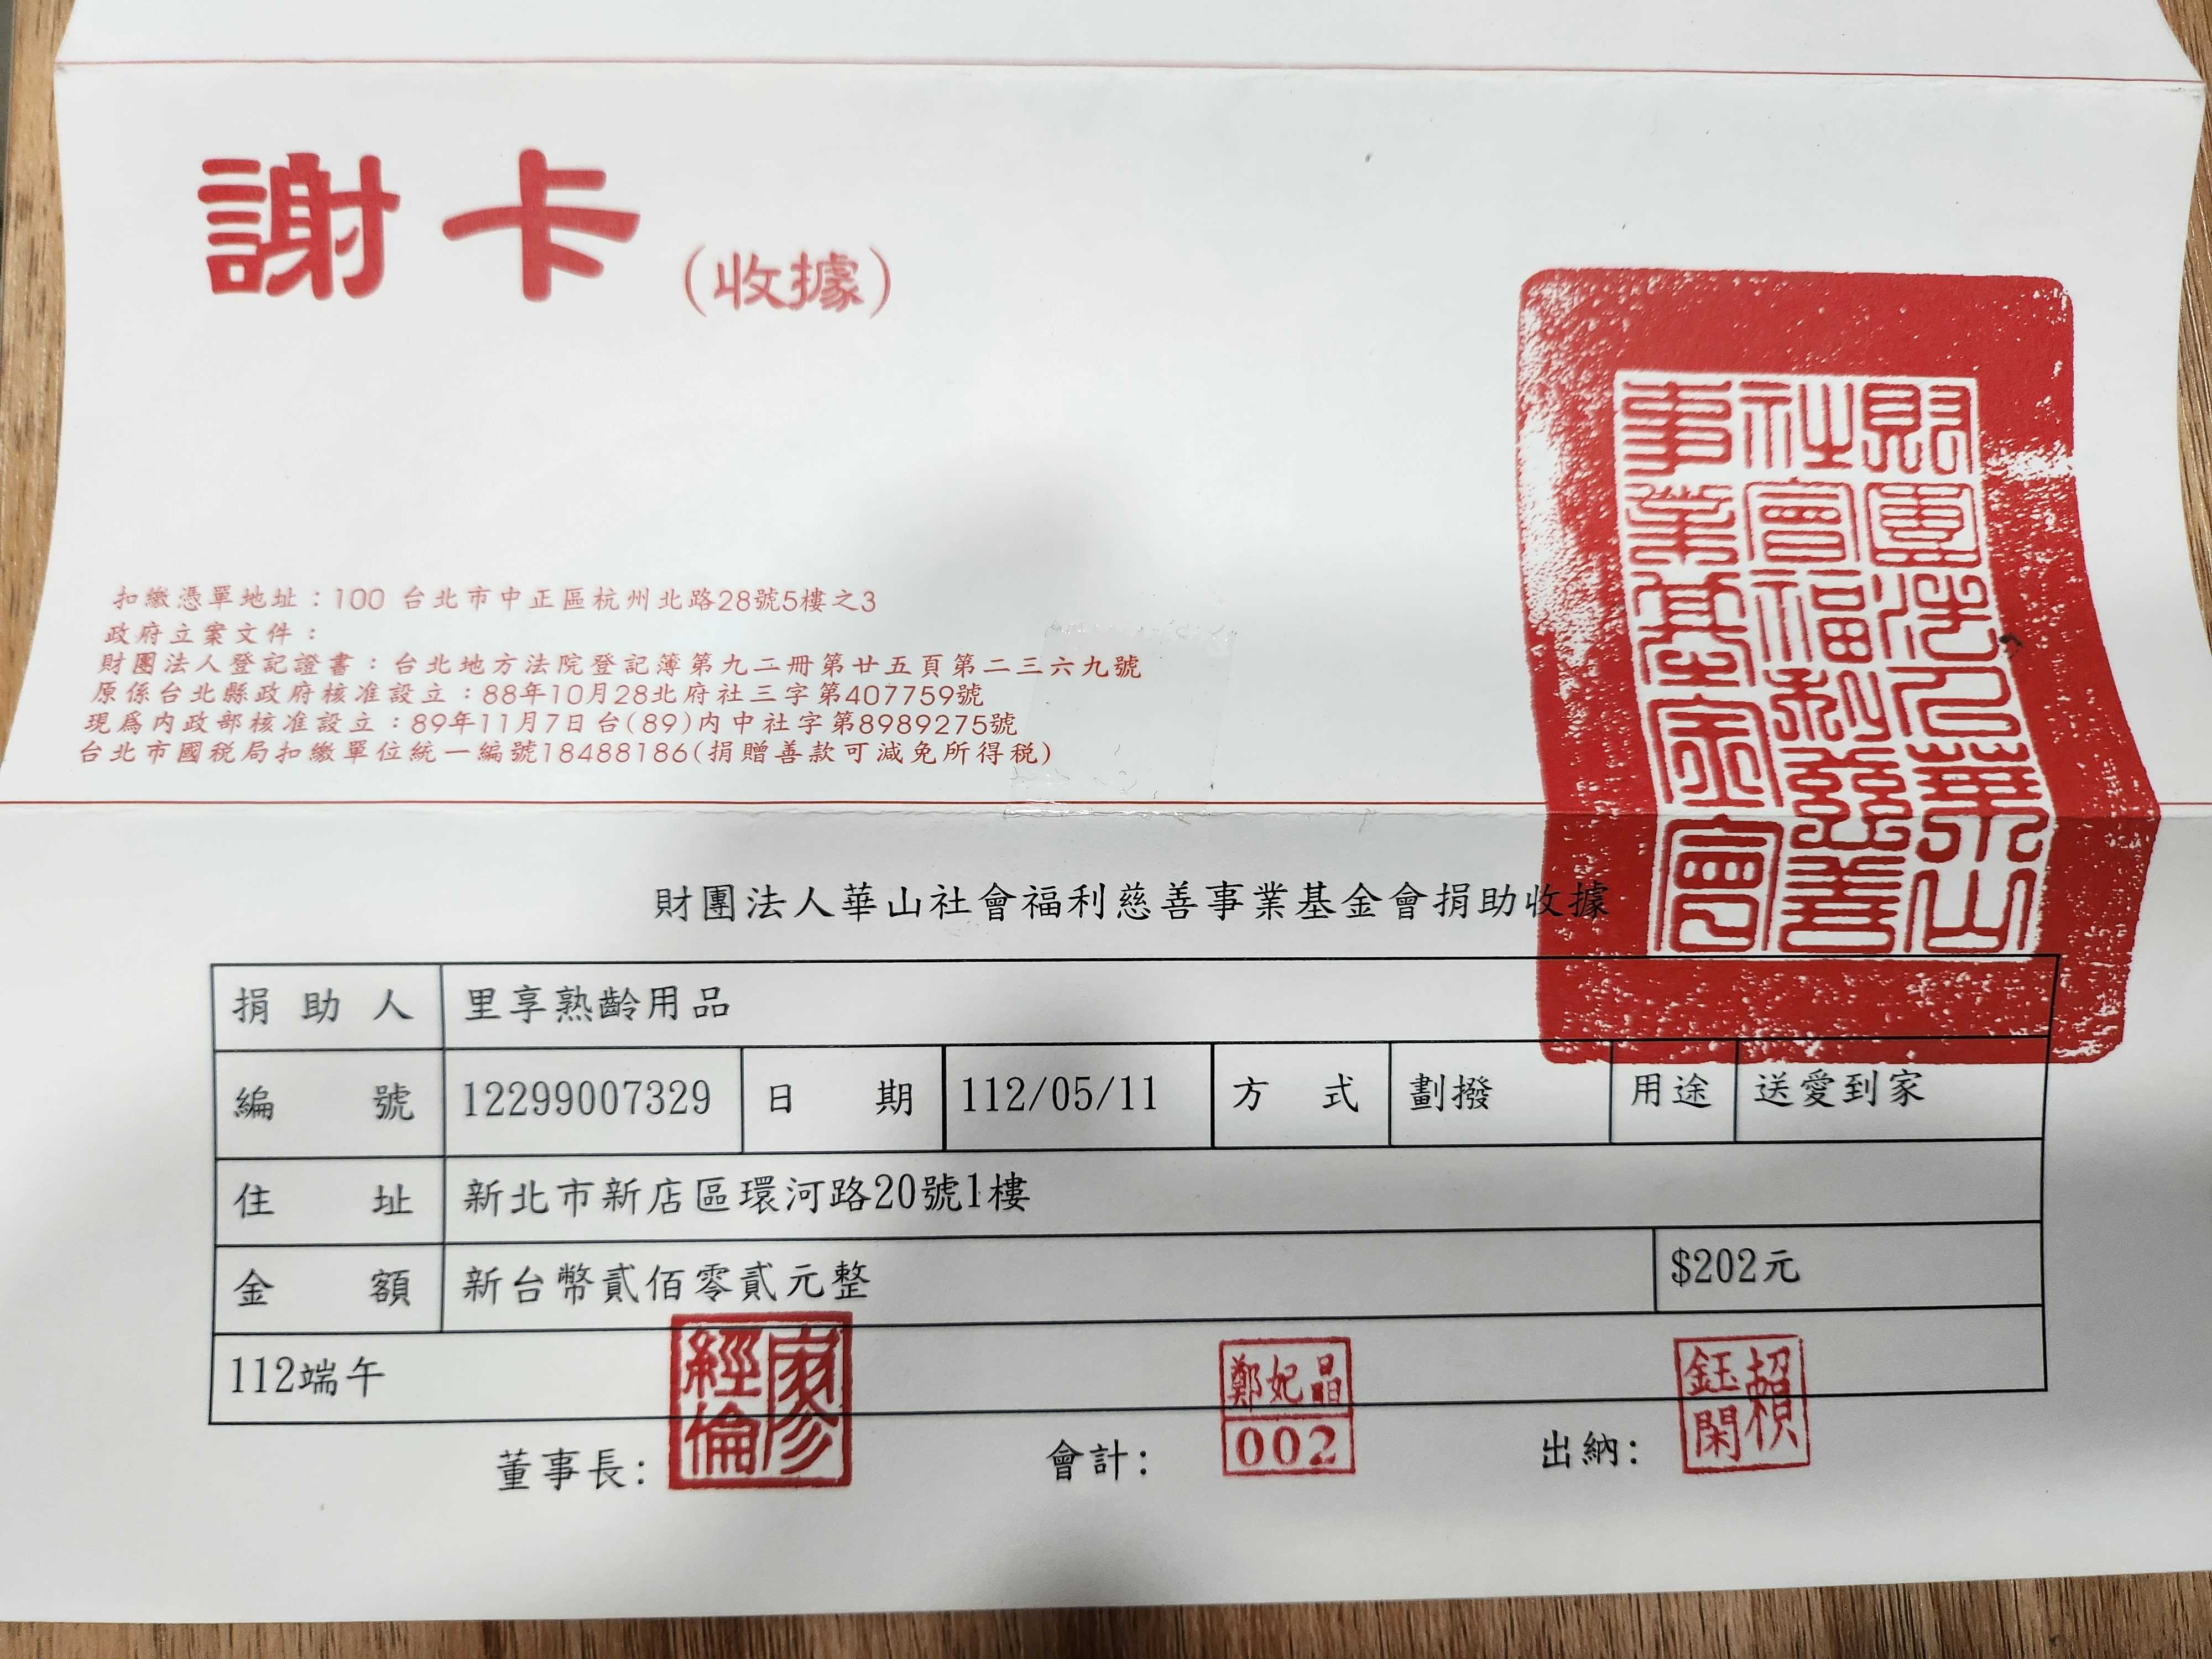 謝卡(收據)
財團法人華山
社會福利慈善
事業基金會
扣繳憑單地址：100 台北市中正區杭州北路28號5樓之3
政府立案文件：
財團法人登記證書：台北地方法院登記簿第九二冊第廿五頁第二三六九號
原係台北縣政府核准設立：88年10月28北府社三字第407759號
現為內政部核准設立：89年11月7日台(89)內中社字第8989275號
台北市國稅局扣繳單位統一編號18488186(捐贈善款可減免所得稅)
財團法人華山社會福利慈善事業基金會捐助收據
捐助人 里享熟齡用品
編號 12299007329 日期 112/05/11 方式 劃撥 用途 送愛到家
住址 新北市新店區環河路20號1樓
金額 新台幣貳佰零貳元整 $202元
112端午
董事長: 廖經倫 會計: 鄭妃晶 002 出納: 賴鈺閑